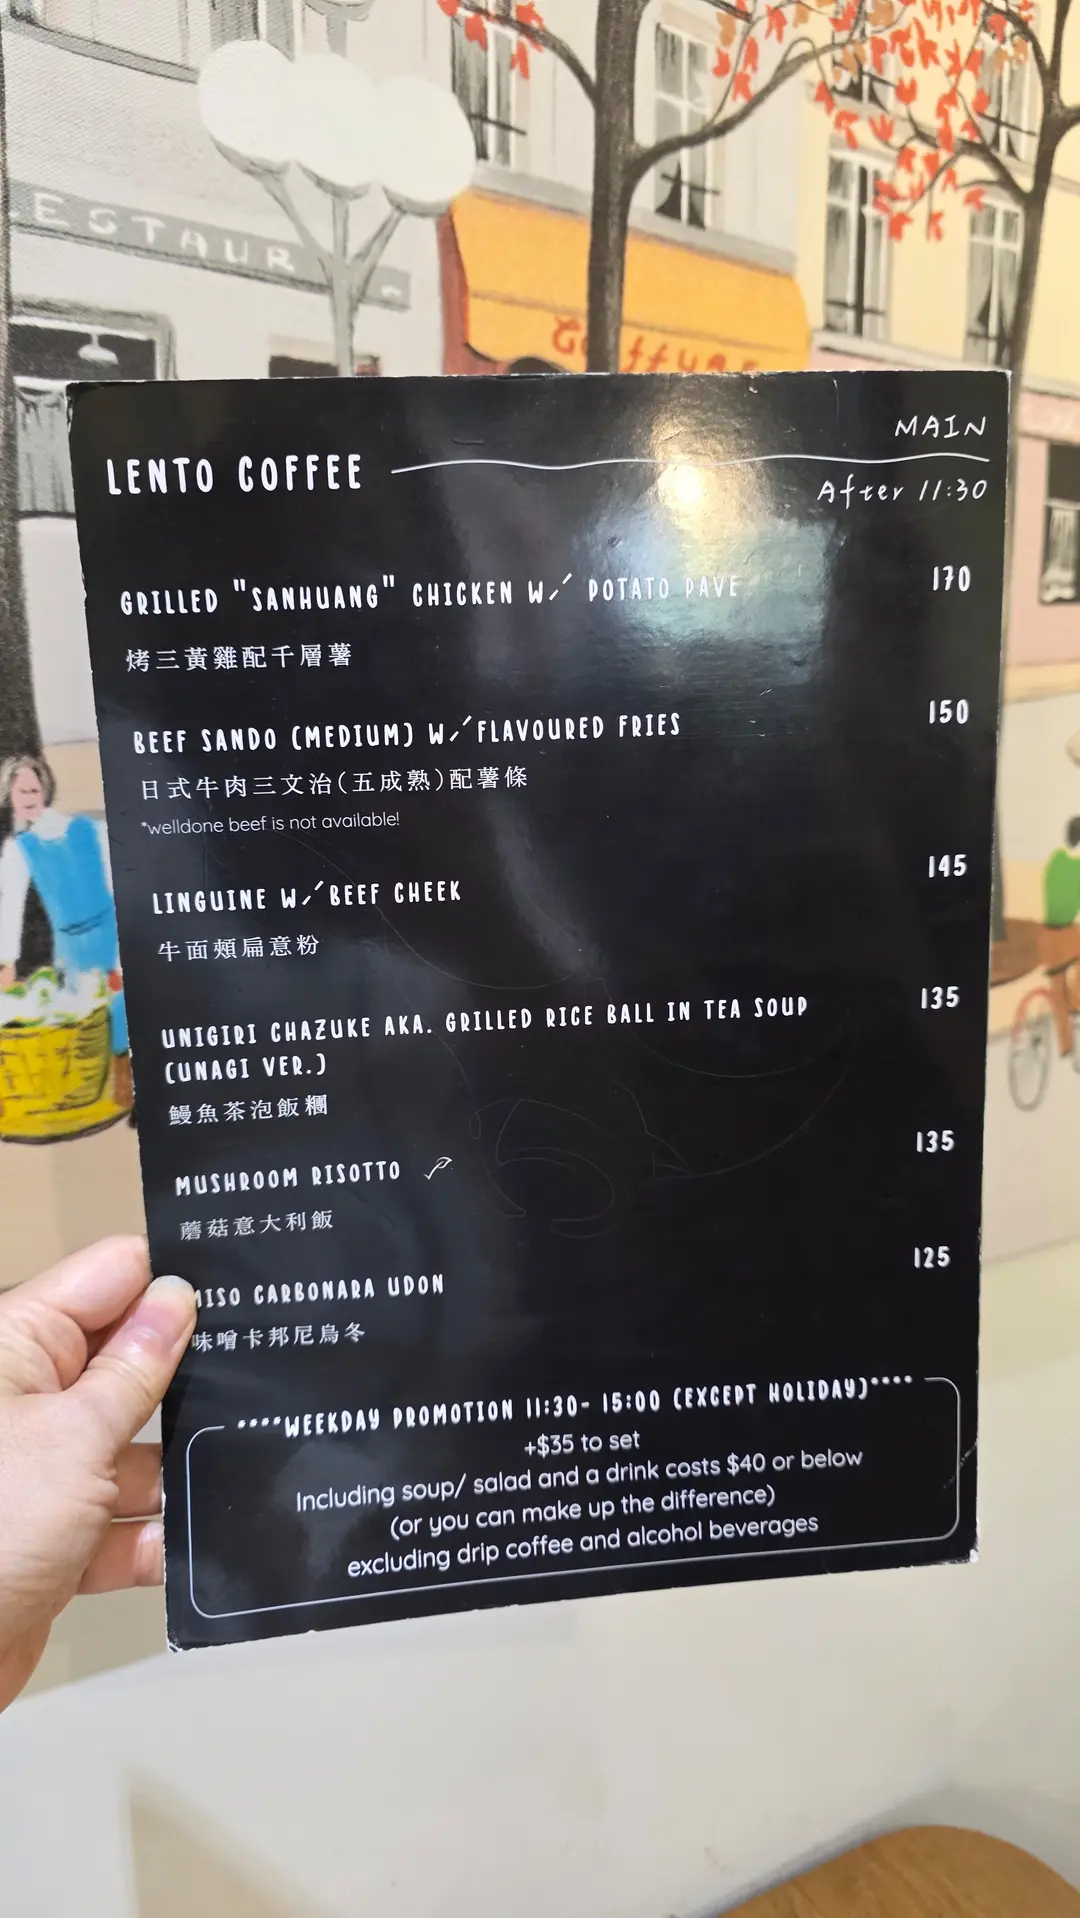 ESTAUR
LENTO COFFEE
MAIN
After 11:30
GRILLED "SANHUANG" CHICKEN W/ POTATO PAVE 170
烤三黃雞配千層薯
BEEF SANDO (MEDIUM) W/ FLAVOURED FRIES 150
日式牛肉三文治(五成熟)配薯條
*welldone beef is not available!
LINGUINE W/ BEEF CHEEK 145
牛面頰扁意粉
UNIGIRI CHAZUKE AKA. GRILLED RICE BALL IN TEA SOUP 135
(UNAGI VER.)
鰻魚茶泡飯糰
MUSHROOM RISOTTO 135
蘑菇意大利飯
MISO CARBONARA UDON 125
味噌卡邦尼烏冬
****WEEKDAY PROMOTION 11:30- 15:00 (EXCEPT HOLIDAY)****
+$35 to set
Including soup/ salad and a drink costs $40 or below
(or you can make up the difference)
excluding drip coffee and alcohol beverages